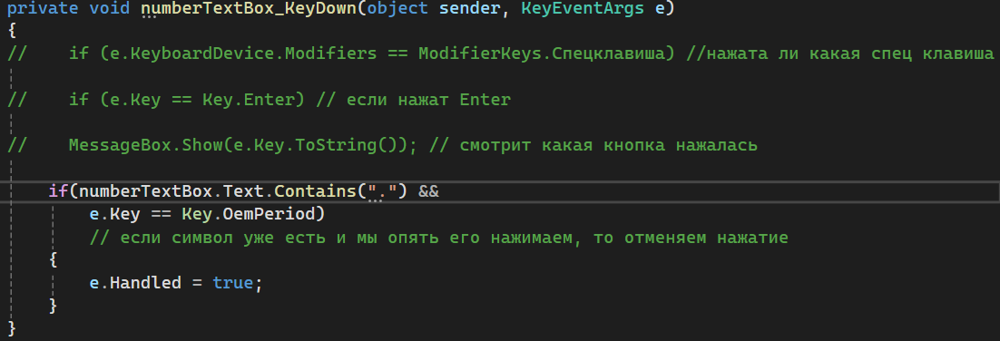 private void numberTextBox_KeyDown(object sender, KeyEventArgs e)
{
//    if (e.KeyboardDevice.Modifiers == ModifierKeys.Спецклавиша) //нажата ли какая спец клавиша
//    if (e.Key == Key.Enter) // если нажат Enter
//    MessageBox.Show(e.Key.ToString()); // смотрит какая кнопка нажалась
    if(numberTextBox.Text.Contains(".") &&
        e.Key == Key.OemPeriod)
        // если символ уже есть и мы опять его нажимаем, то отменяем нажатие
    {
        e.Handled = true;
    }
}